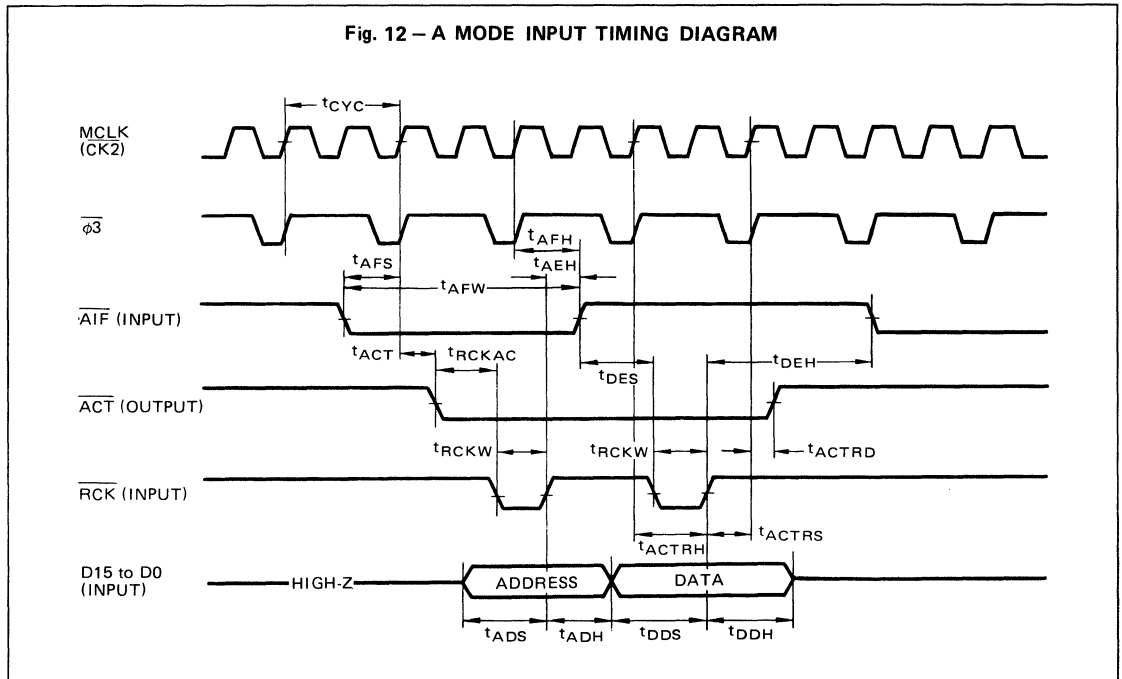 Fig. 12 – A MODE INPUT TIMING DIAGRAM
tCYC
MCLK
(CK2)
φ3
tAFH
tAFS
tAEH
tAFW
AIF (INPUT)
tACT
tRCKAC
tDES
tDEH
ACT (OUTPUT)
tRCKW
tRCKW
tACTRD
RCK (INPUT)
tACTRH
tACTRS
D15 to D0
(INPUT)
HIGH-Z
ADDRESS
DATA
tADS
tADH
tDDS
tDDH